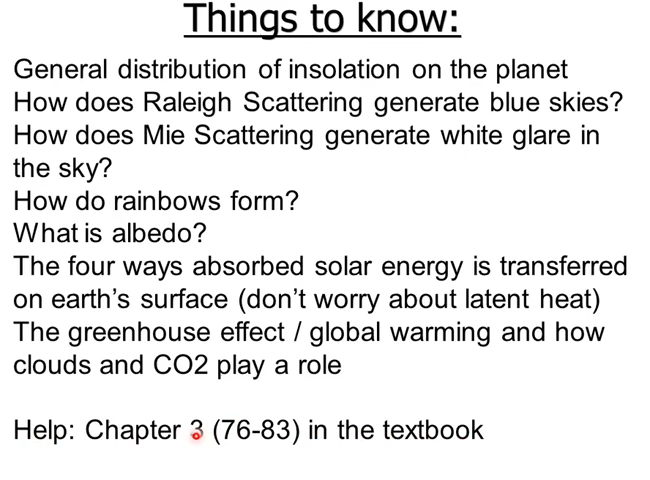 Things to know:
General distribution of insolation on the planet
How does Raleigh Scattering generate blue skies?
How does Mie Scattering generate white glare in
the sky?
How do rainbows form?
What is albedo?
The four ways absorbed solar energy is transferred
on earth's surface (don't worry about latent heat)
The greenhouse effect / global warming and how
clouds and CO2 play a role
Help: Chapter 3 (76-83) in the textbook